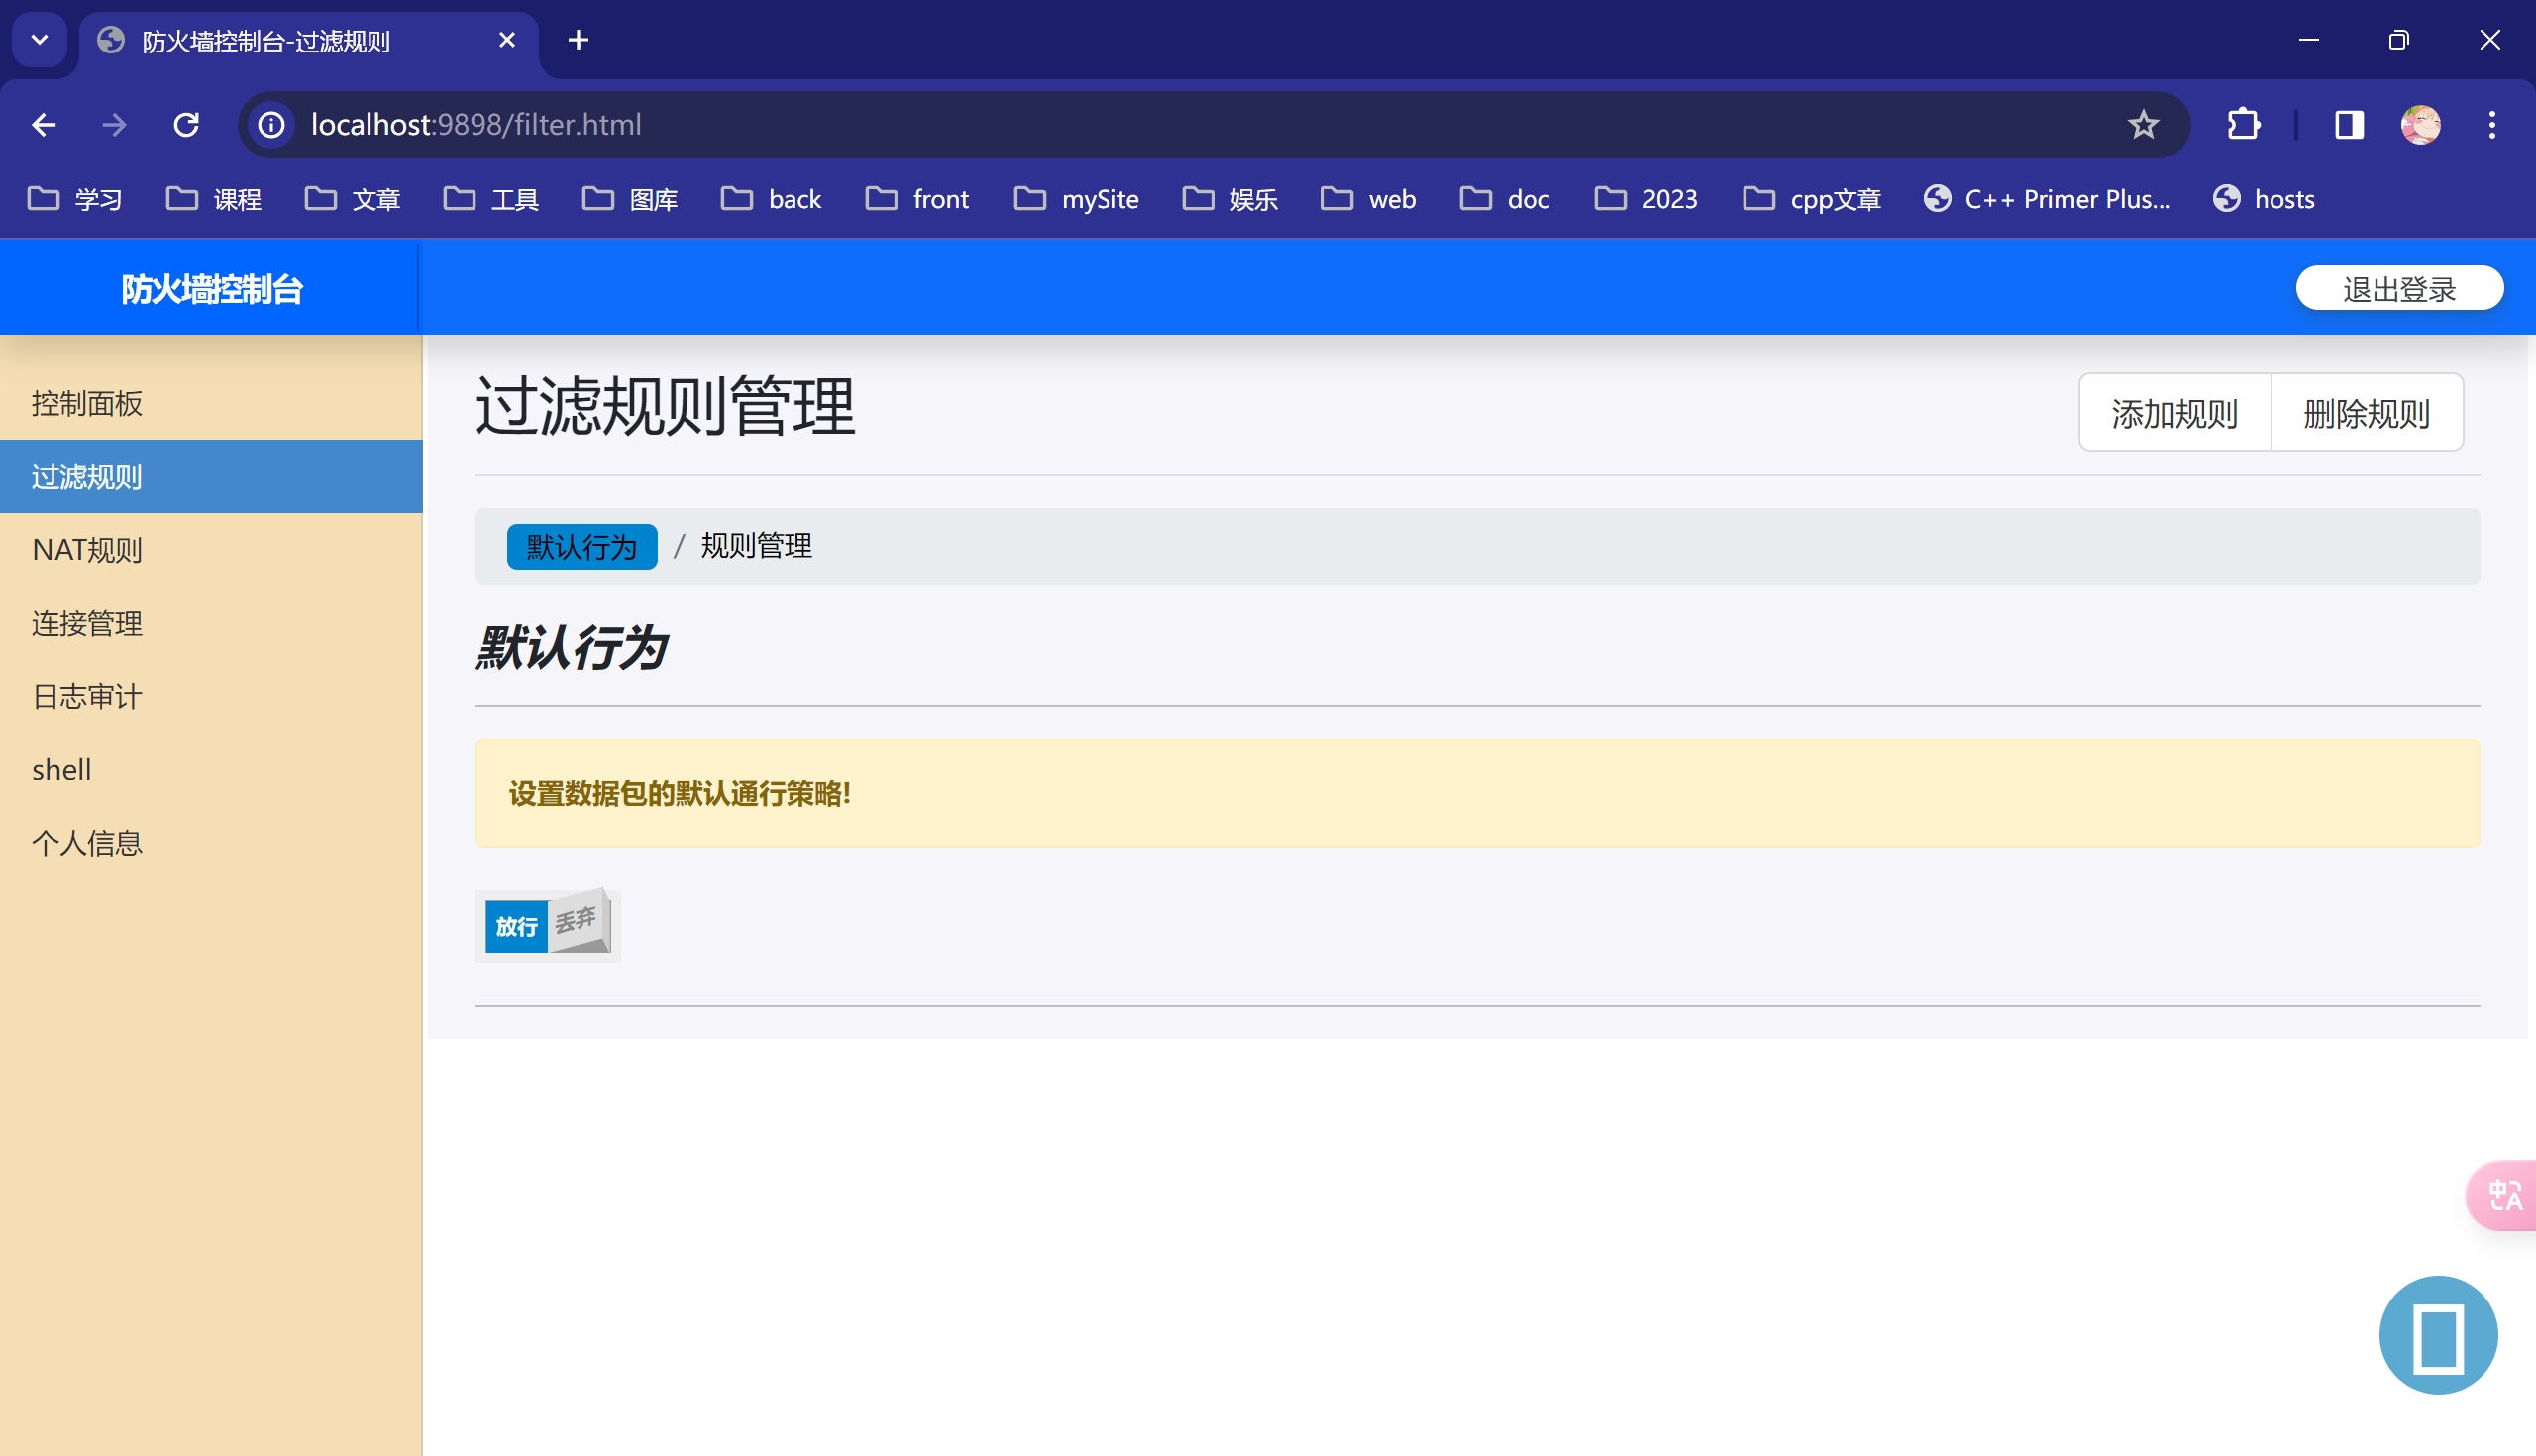 防火墙控制台-过滤规则
localhost:9898/filter.html
学习 课程 文章 工具 图库 back front mySite 娱乐 web doc 2023 cpp文章 C++ Primer Plus... hosts
防火墙控制台
退出登录
控制面板
过滤规则
NAT规则
连接管理
日志审计
shell
个人信息
过滤规则管理
添加规则 删除规则
默认行为 / 规则管理
默认行为
设置数据包的默认通行策略!
放行 丢弃
中A